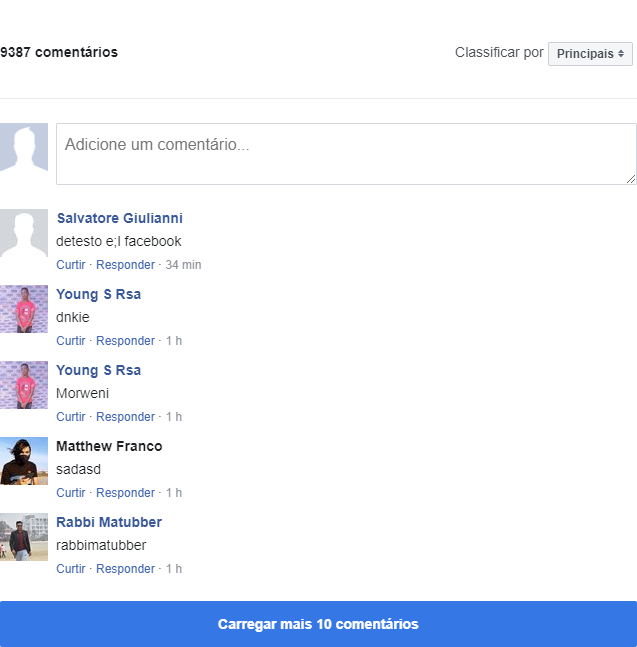 9387 comentários
Classificar por Principais
Adicione um comentário...
Salvatore Giulianni
detesto e;l facebook
Curtir · Responder · 34 min
Young S Rsa
dnkie
Curtir · Responder · 1 h
Young S Rsa
Morweni
Curtir · Responder · 1 h
Matthew Franco
sadasd
Curtir · Responder · 1 h
Rabbi Matubber
rabbimatubber
Curtir · Responder · 1 h
Carregar mais 10 comentários